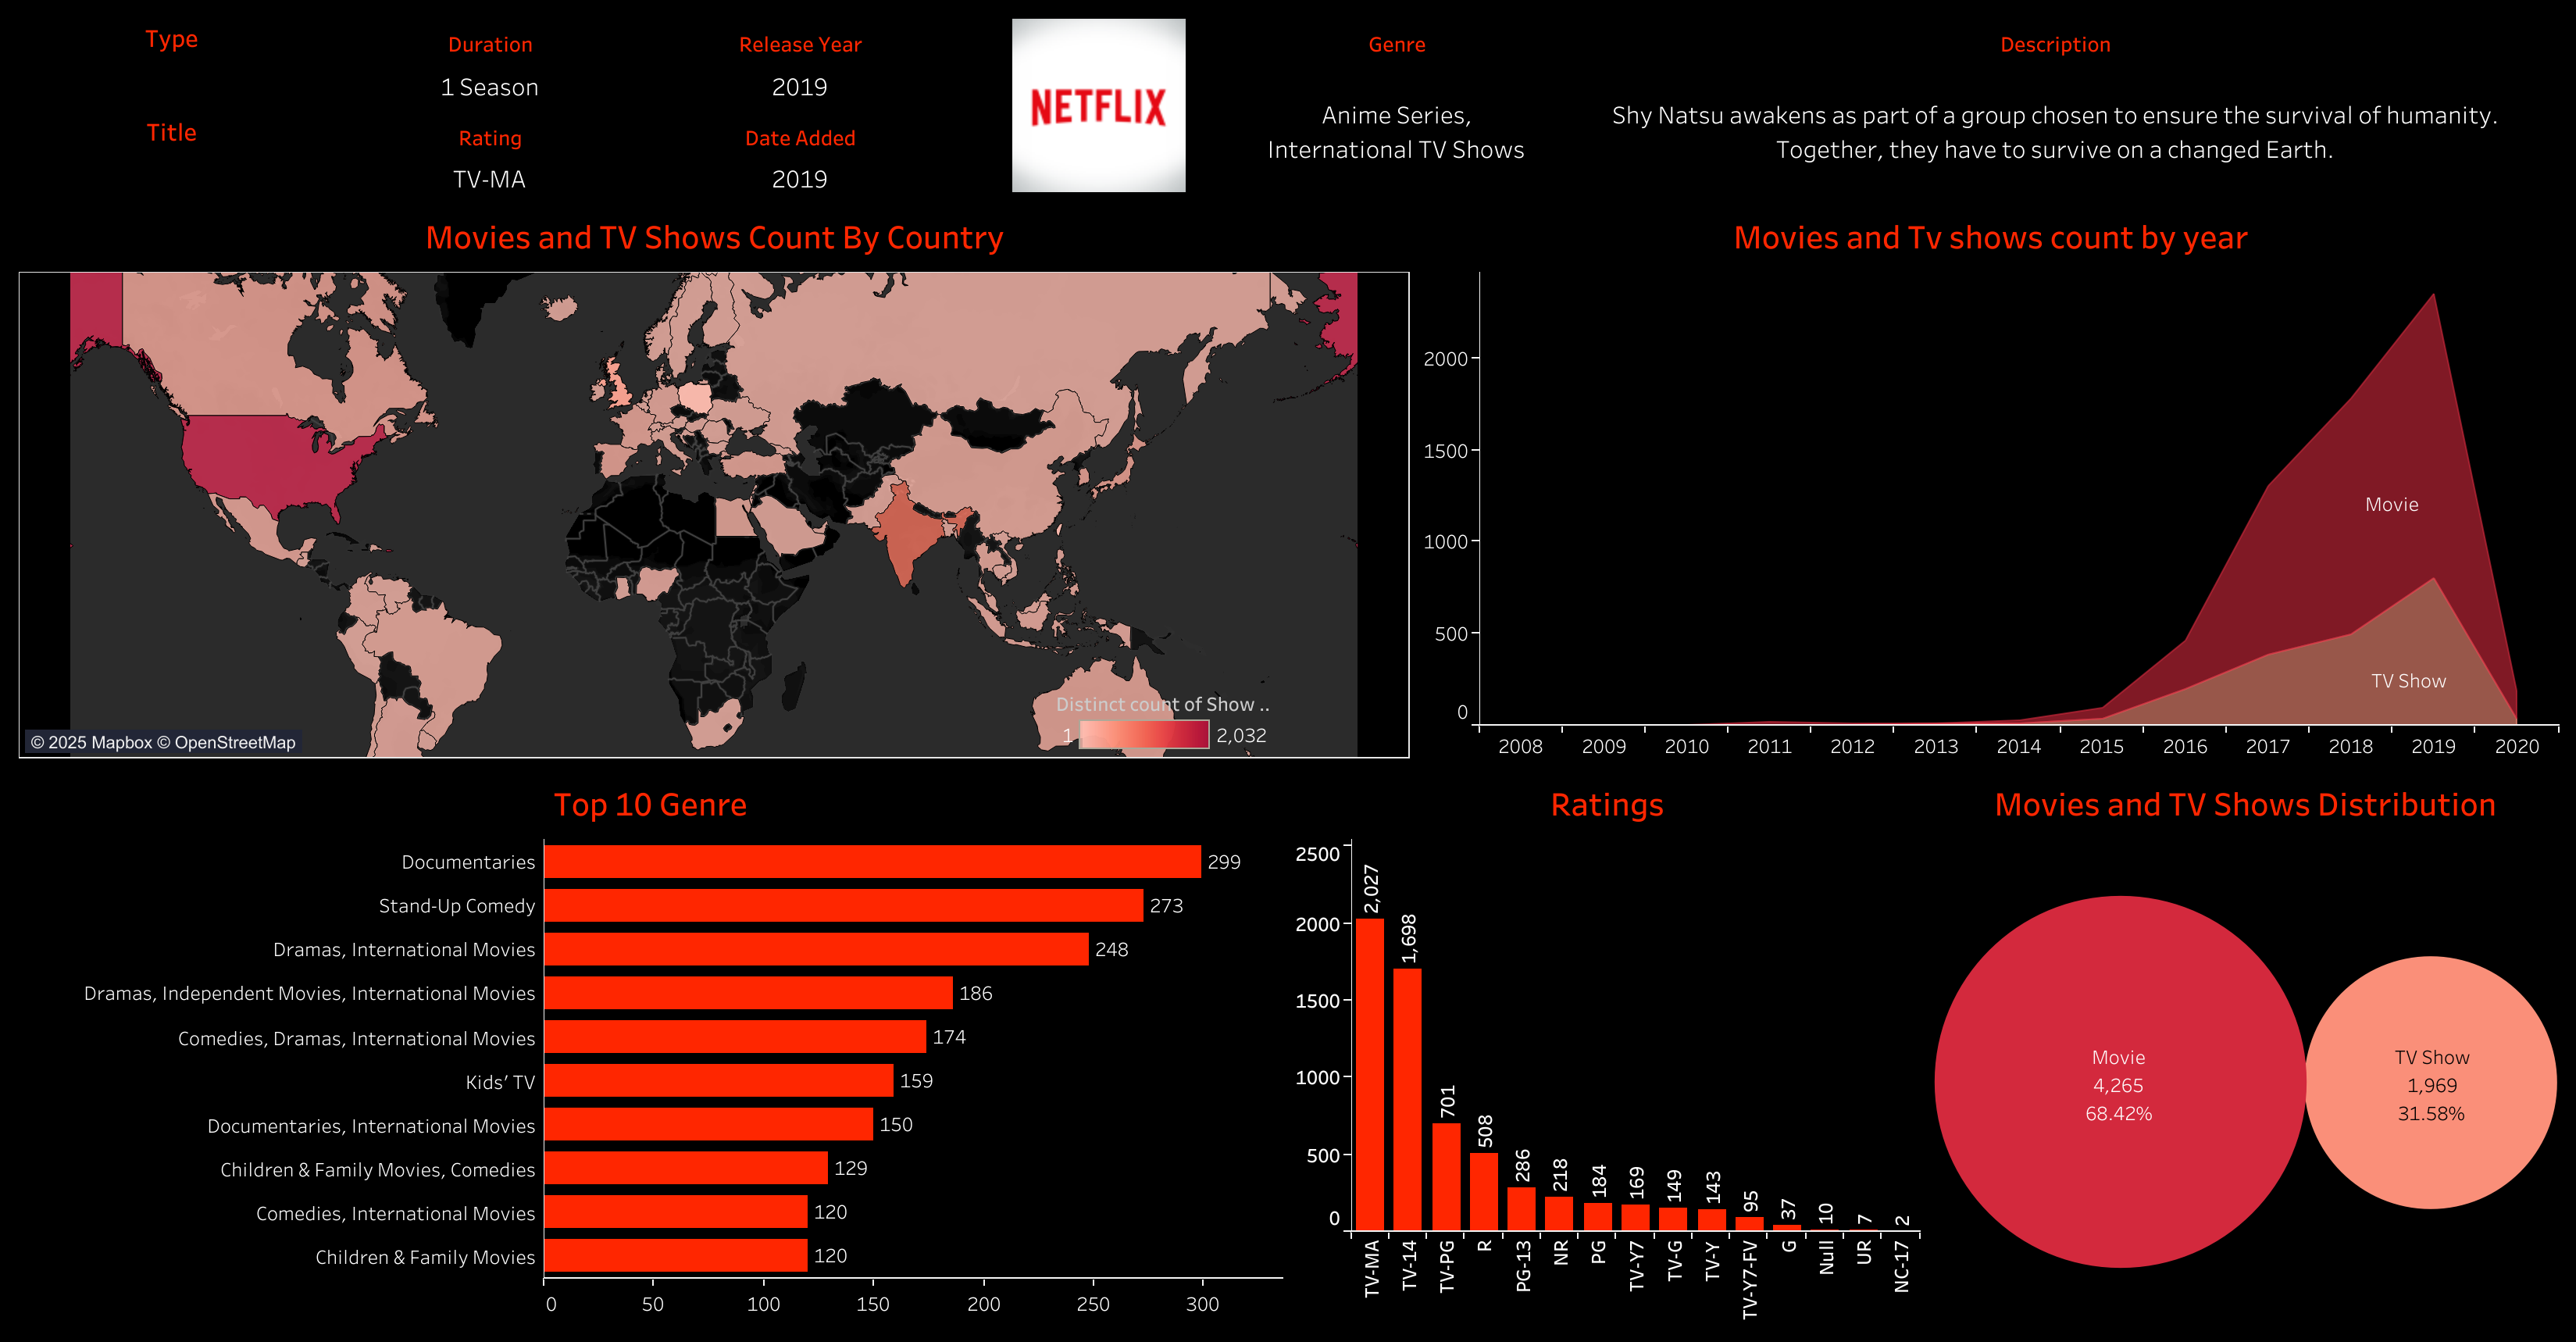 Type
Duration
Release Year
Genre
Description
1 Season
2019
NETFLIX
Anime Series,
International TV Shows
Shy Natsu awakens as part of a group chosen to ensure the survival of humanity.
Together, they have to survive on a changed Earth.
Title
Rating
Date Added
TV-MA
2019
Movies and TV Shows Count By Country
Distinct count of Show ..
1
2,032
© 2025 Mapbox © OpenStreetMap
Movies and Tv shows count by year
2000
1500
1000
500
0
Movie
TV Show
2008 2009 2010 2011 2012 2013 2014 2015 2016 2017 2018 2019 2020
Top 10 Genre
Documentaries 299
Stand-Up Comedy 273
Dramas, International Movies 248
Dramas, Independent Movies, International Movies 186
Comedies, Dramas, International Movies 174
Kids’ TV 159
Documentaries, International Movies 150
Children & Family Movies, Comedies 129
Comedies, International Movies 120
Children & Family Movies 120
0 50 100 150 200 250 300
Ratings
2500
2000
1500
1000
500
0
2,027 1,698 701 508 286 218 184 169 149 143 95 37 10 7 2
TV-MA TV-14 TV-PG R PG-13 NR PG TV-Y7 TV-G TV-Y TV-Y7-FV G Null UR NC-17
Movies and TV Shows Distribution
Movie
4,265
68.42%
TV Show
1,969
31.58%